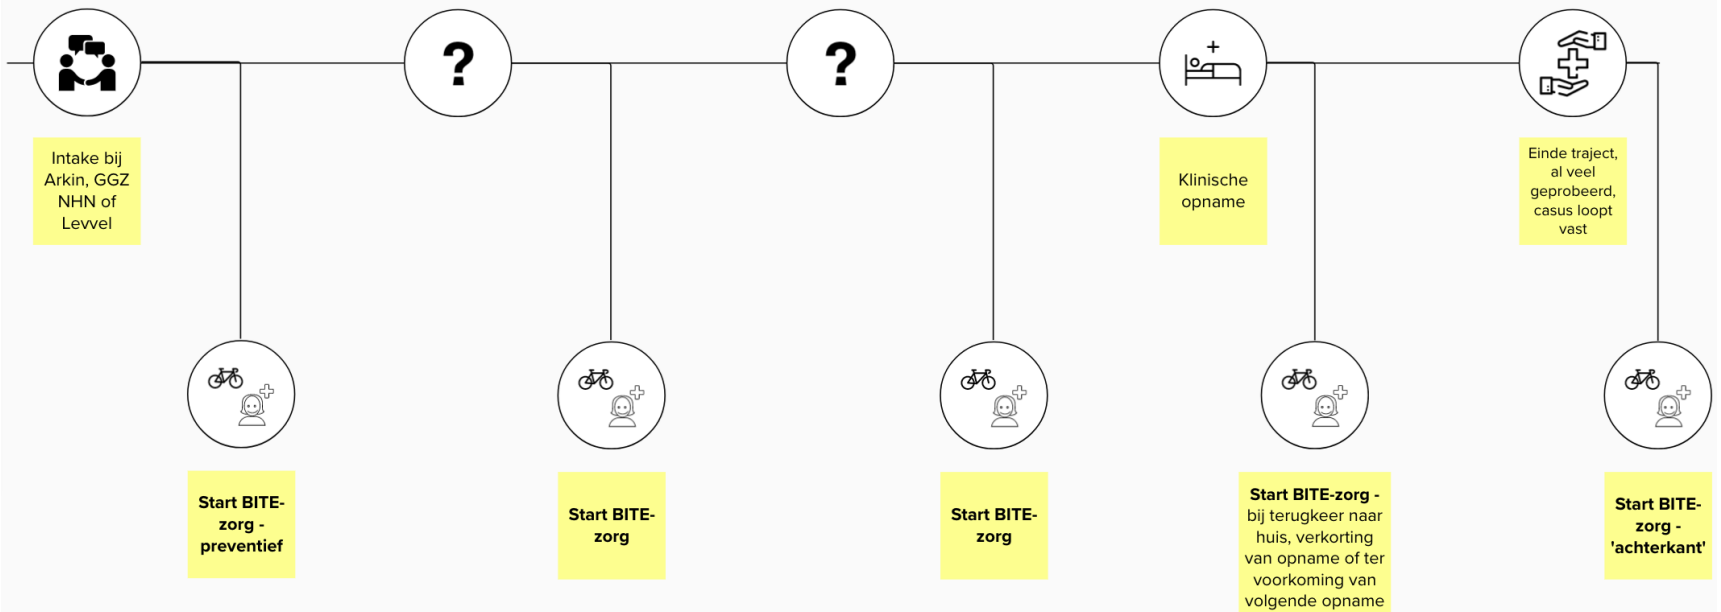 ?
?
Intake bij
Arkin, GGZ
NHN of
Levvel
Klinische
opname
Einde traject,
al veel
geprobeerd,
casus loopt
vast
Start BITE-
zorg -
preventief
Start BITE-
zorg
Start BITE-
zorg
Start BITE-zorg -
bij terugkeer naar
huis, verkorting
van opname of ter
voorkoming van
volgende opname
Start BITE-
zorg -
'achterkant'